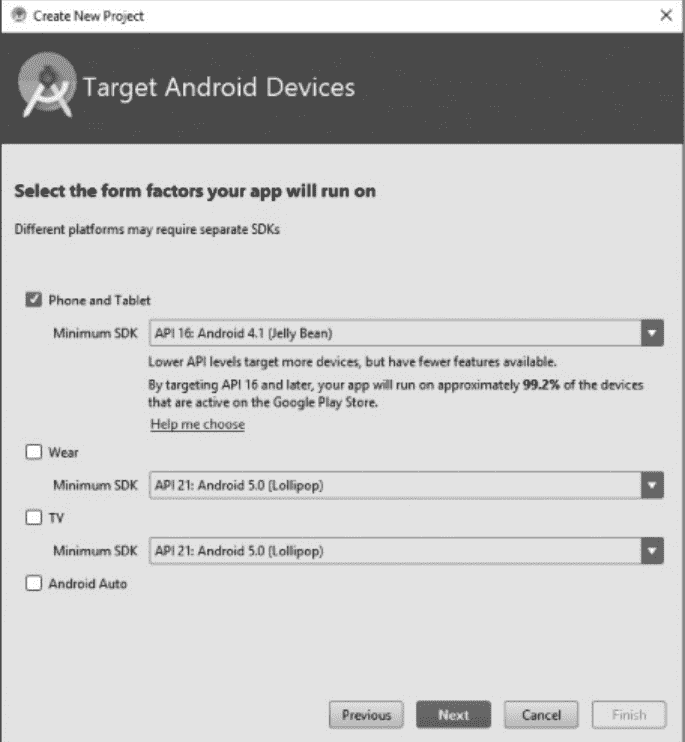 Create New Project
Target Android Devices
Select the form factors your app will run on
Different platforms may require separate SDKs
Phone and Tablet
Minimum SDK API 16: Android 4.1 (Jelly Bean)
Lower API levels target more devices, but have fewer features available.
By targeting API 16 and later, your app will run on approximately 99.2% of the devices
that are active on the Google Play Store.
Help me choose
Wear
Minimum SDK API 21: Android 5.0 (Lollipop)
TV
Minimum SDK API 21: Android 5.0 (Lollipop)
Android Auto
Previous Next Cancel Finish